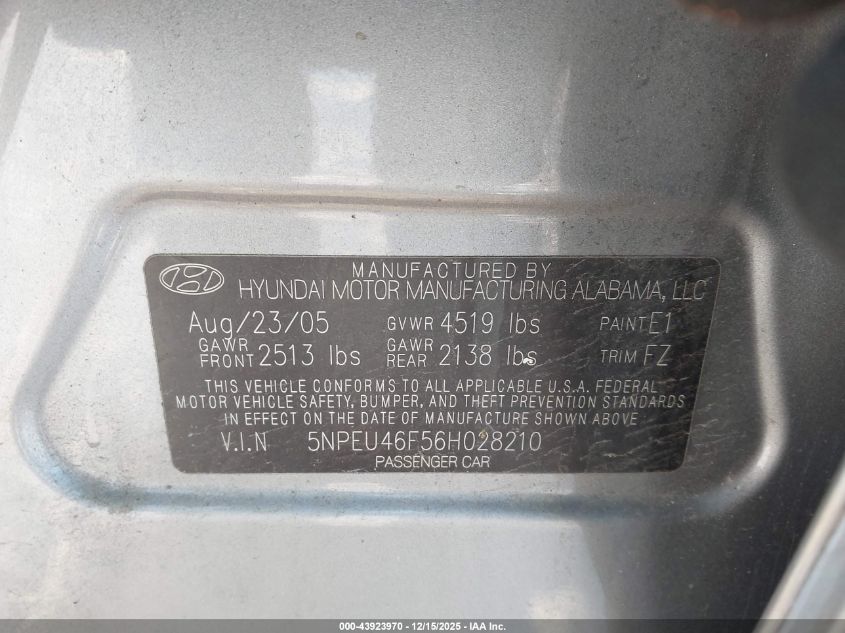 MANUFACTURED BY
HYUNDAI MOTOR MANUFACTURING ALABAMA, LLC
Aug/23/05 GVWR 4519 lbs PAINT E1
GAWR FRONT 2513 lbs GAWR REAR 2138 lbs TRIM FZ
THIS VEHICLE CONFORMS TO ALL APPLICABLE U.S.A. FEDERAL
MOTOR VEHICLE SAFETY, BUMPER, AND THEFT PREVENTION STANDARDS
IN EFFECT ON THE DATE OF MANUFACTURE SHOWN ABOVE
V.I.N 5NPEU46F56H028210
PASSENGER CAR
000-43923970 - 12/15/2025 - IAA Inc.